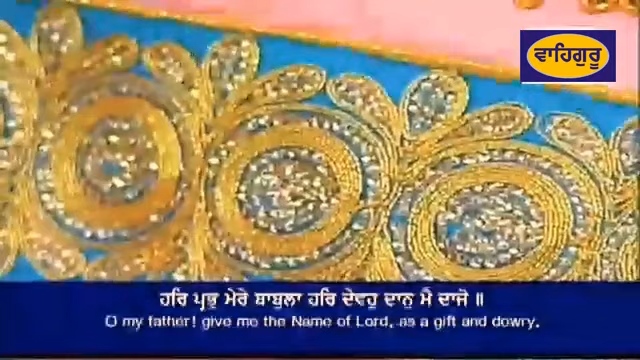 ਵਾਹਿਗੁਰੂ
ਹਰਿ ਪ੍ਰਭੁ ਮੇਰੇ ਬਾਬੁਲਾ ਹਰਿ ਦੇਵਹੁ ਦਾਨੁ ਮੈ ਦਾਜੋ ॥
O my father! give me the Name of Lord, as a gift and dowry.